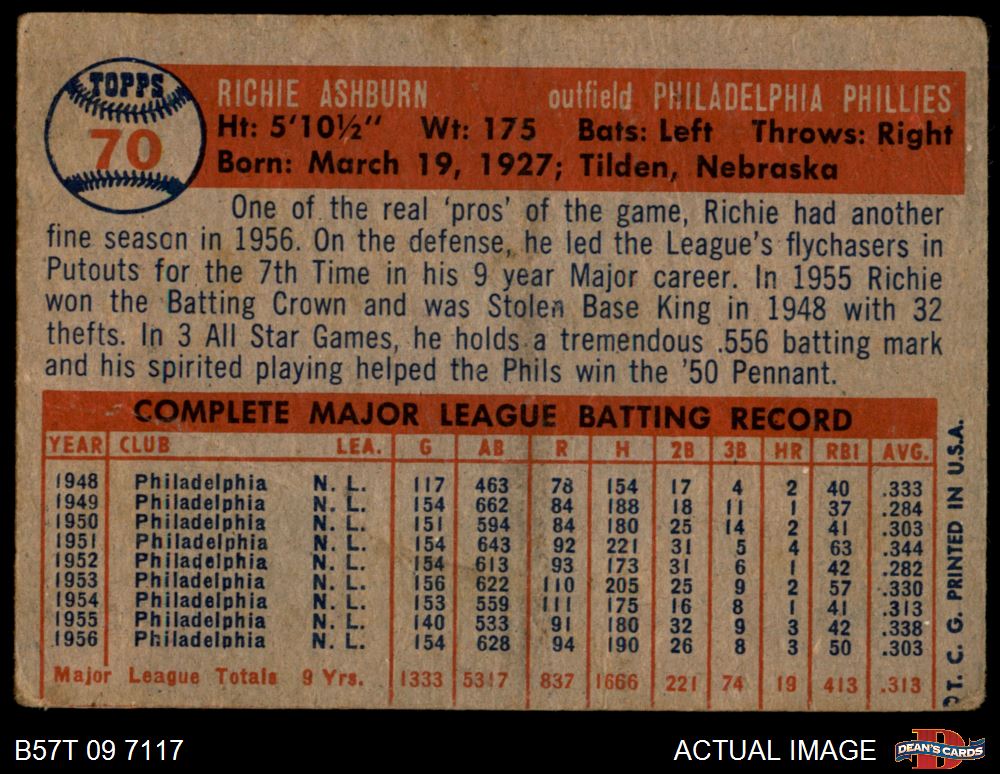 TOPPS
70
RICHIE ASHBURN outfield PHILADELPHIA PHILLIES
Ht: 5'10½" Wt: 175 Bats: Left Throws: Right
Born: March 19, 1927; Tilden, Nebraska
One of the real 'pros' of the game, Richie had another
fine season in 1956. On the defense, he led the League's flychasers in
Putouts for the 7th Time in his 9 year Major career. In 1955 Richie
won the Batting Crown and was Stolen Base King in 1948 with 32
thefts. In 3 All Star Games, he holds a tremendous .556 batting mark
and his spirited playing helped the Phils win the '50 Pennant.
COMPLETE MAJOR LEAGUE BATTING RECORD
YEAR CLUB LEA. G AB R H 2B 3B HR RBI AVG.
1948 Philadelphia N. L. 117 463 78 154 17 4 2 40 .333
1949 Philadelphia N. L. 154 662 84 188 18 11 1 37 .284
1950 Philadelphia N. L. 151 594 84 180 25 14 2 41 .303
1951 Philadelphia N. L. 154 643 92 221 31 5 4 63 .344
1952 Philadelphia N. L. 154 613 93 173 31 6 1 42 .282
1953 Philadelphia N. L. 156 622 110 205 25 9 2 57 .330
1954 Philadelphia N. L. 153 559 111 175 16 8 1 41 .313
1955 Philadelphia N. L. 140 533 91 180 32 9 3 42 .338
1956 Philadelphia N. L. 154 628 94 190 26 8 3 50 .303
Major League Totals 9 Yrs. 1333 5317 837 1666 221 74 19 413 .313
©T. C. G. PRINTED IN U.S.A.
B57T 09 7117 ACTUAL IMAGE
DEAN'S CARDS